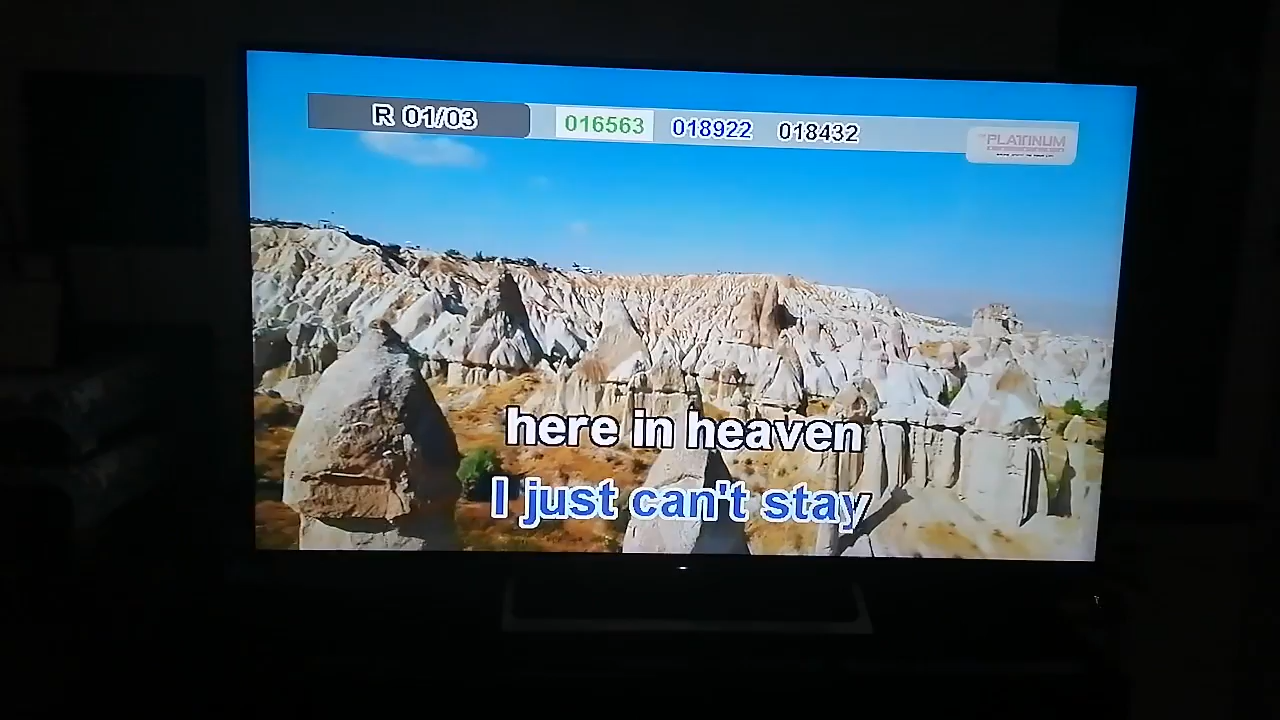 R 01/03 016563 018922 018432
PLATINUM
here in heaven
I just can't stay